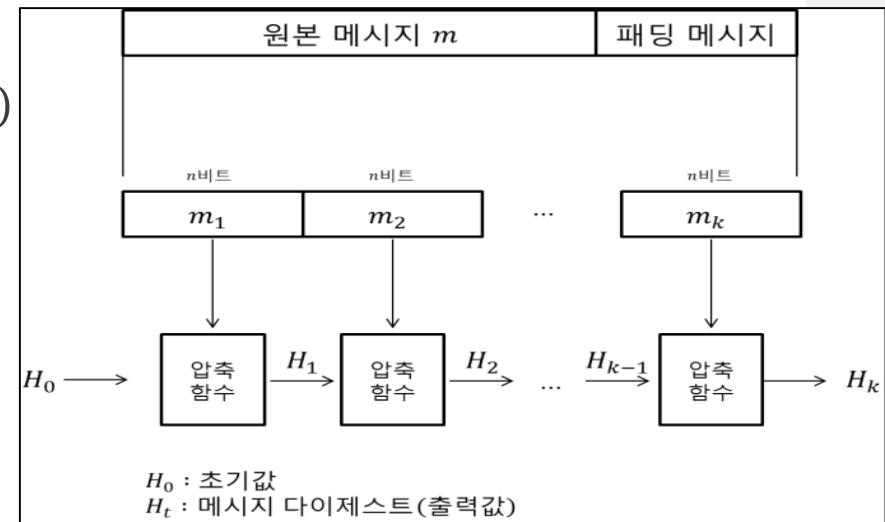 원본 메시지 m 패딩 메시지
)
n비트 n비트 n비트
m₁ m₂ ... mₖ
H₀ 압축 함수 H₁ 압축 함수 H₂ ... Hₖ₋₁ 압축 함수 Hₖ
H₀ : 초기값
Hₜ : 메시지 다이제스트(출력값)